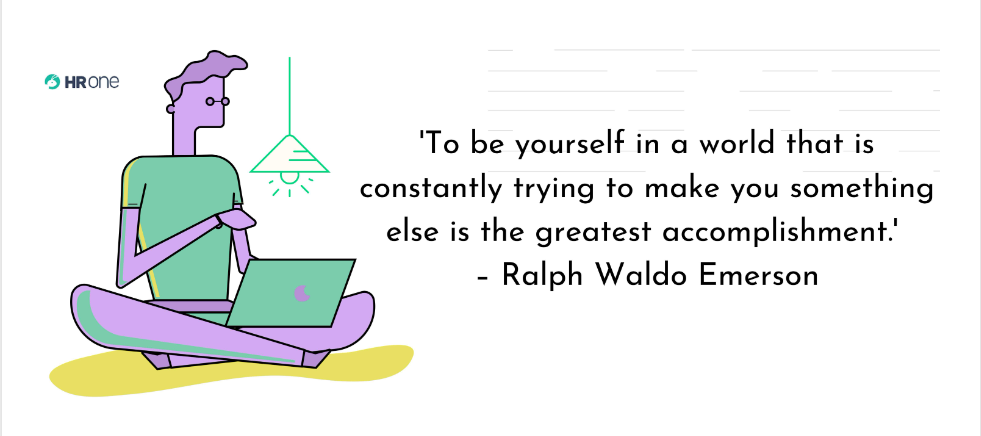 HRONE
'To be yourself in a world that is
constantly trying to make you something
else is the greatest accomplishment.'
– Ralph Waldo Emerson